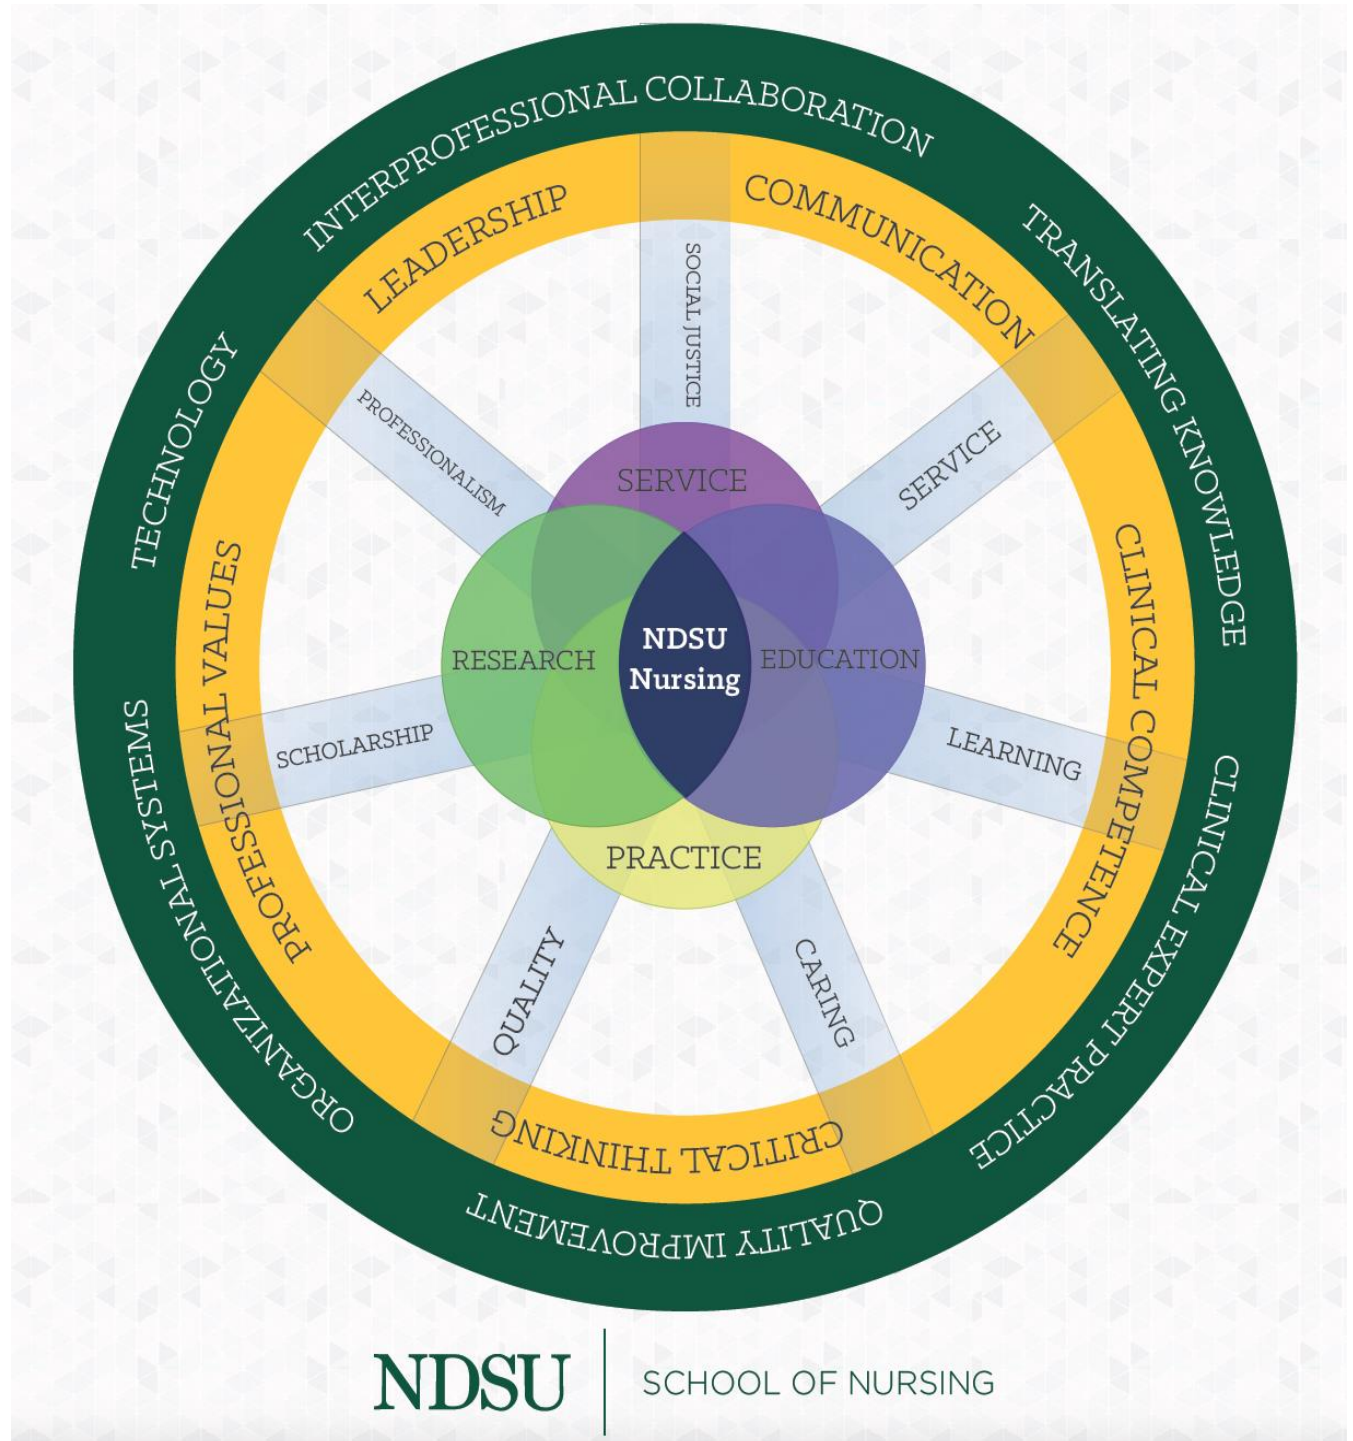 INTERPROFESSIONAL COLLABORATION
TRANSLATING KNOWLEDGE
CLINICAL EXPERT PRACTICE
QUALITY IMPROVEMENT
ORGANIZATIONAL SYSTEMS
TECHNOLOGY
LEADERSHIP
COMMUNICATION
CLINICAL COMPETENCE
CRITICAL THINKING
PROFESSIONAL VALUES
SOCIAL JUSTICE
SERVICE
LEARNING
CARING
QUALITY
SCHOLARSHIP
PROFESSIONALISM
SERVICE
RESEARCH
NDSU
Nursing
EDUCATION
PRACTICE
NDSU
SCHOOL OF NURSING